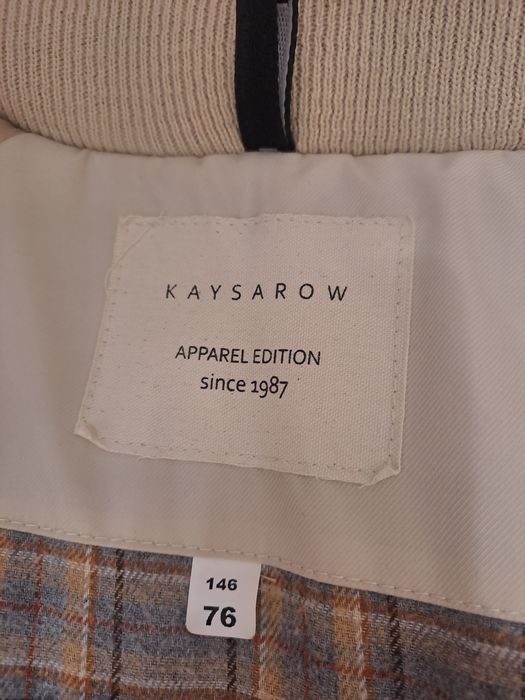 KAYSAROW
APPAREL EDITION
since 1987
146
76